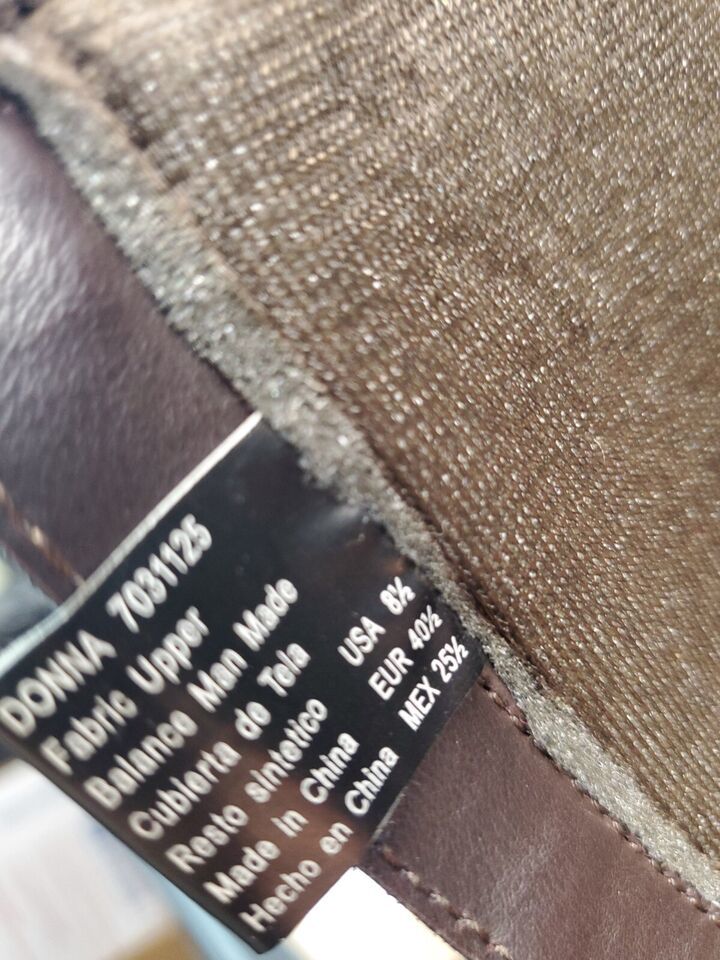 DONNA 7031125
Fabric Upper
Balance Man Made
Cubierta de Tela
Resto sintetico
Made in China
Hecho en China
USA 8½
EUR 40½
MEX 25½